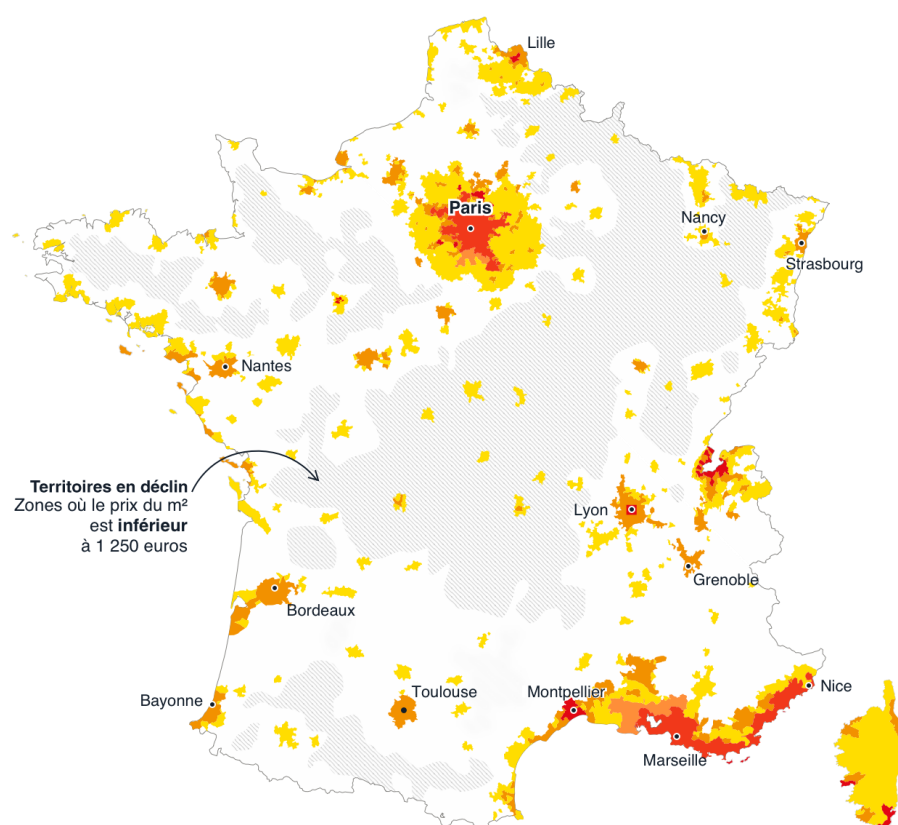 Lille
Paris
Nancy
Strasbourg
Nantes
Territoires en déclin
Zones où le prix du m²
est inférieur
à 1 250 euros
Lyon
Grenoble
Bordeaux
Bayonne
Toulouse
Montpellier
Nice
Marseille